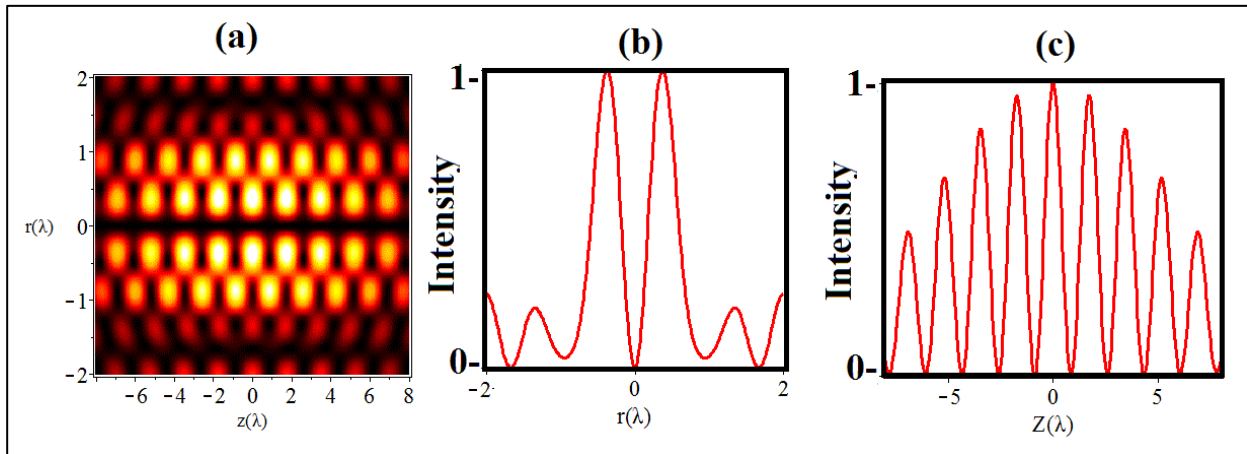 (a)
2
1
r(λ) 0
−1
−2
−6 −4 −2 0 2 4 6 8
z(λ)
(b)
1-
Intensity
0-
−2 0 2
r(λ)
(c)
1-
Intensity
0-
−5 0 5
Z(λ)